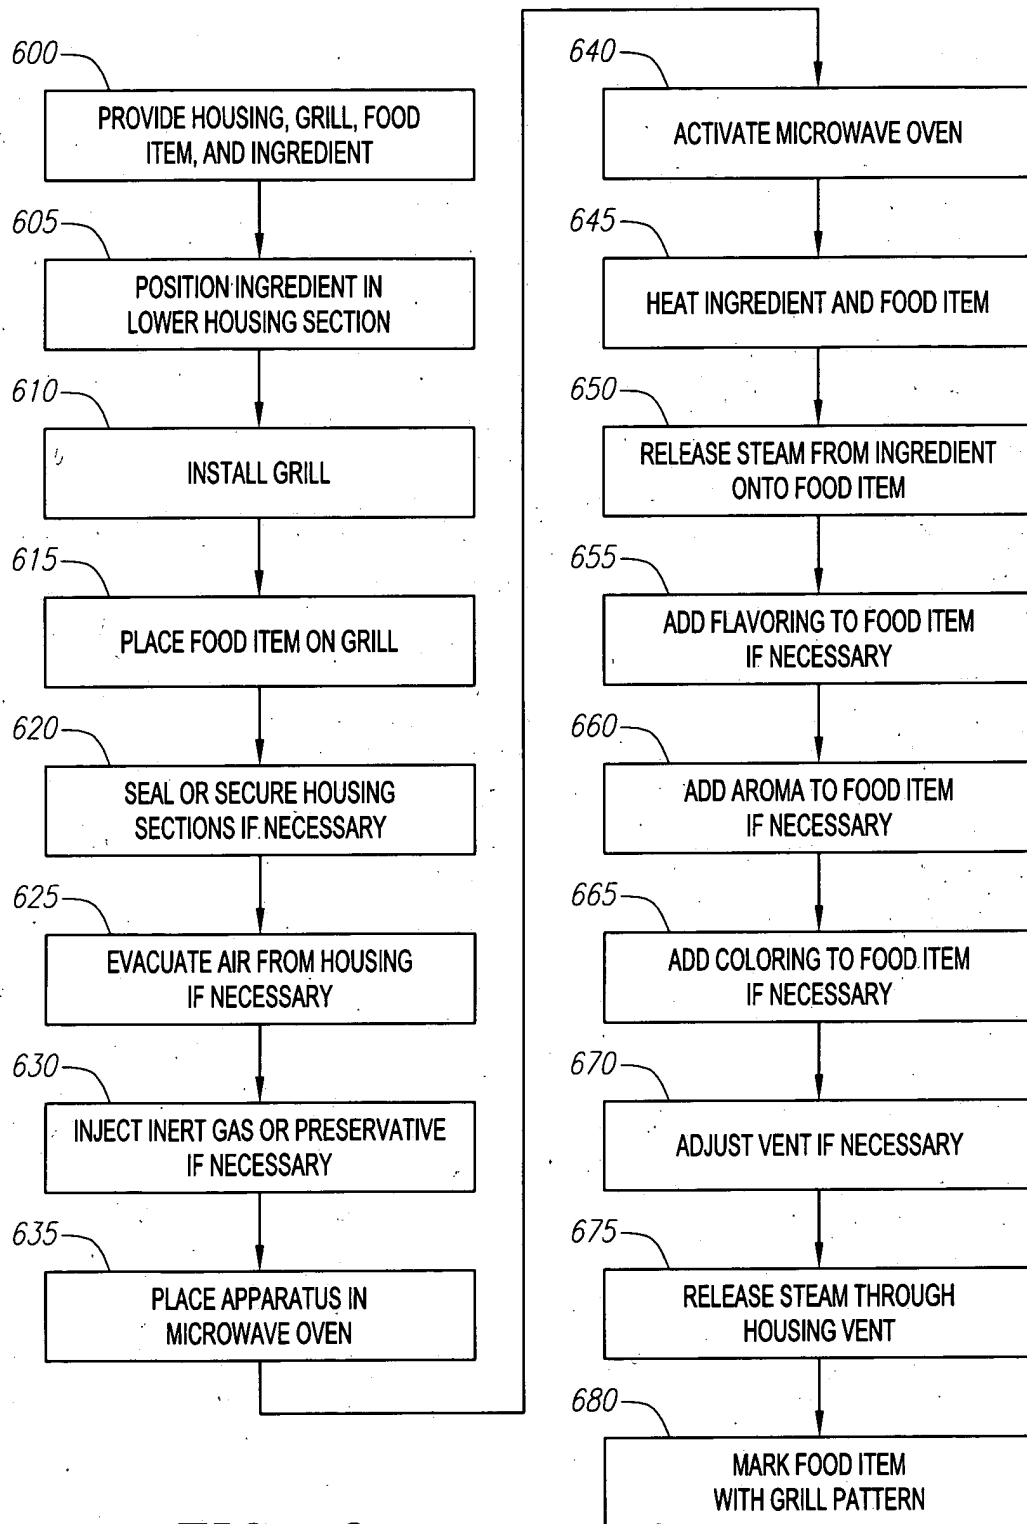 600
PROVIDE HOUSING, GRILL, FOOD
ITEM, AND INGREDIENT
605
POSITION INGREDIENT IN
LOWER HOUSING SECTION
610
INSTALL GRILL
615
PLACE FOOD ITEM ON GRILL
620
SEAL OR SECURE HOUSING
SECTIONS IF NECESSARY
625
EVACUATE AIR FROM HOUSING
IF NECESSARY
630
INJECT INERT GAS OR PRESERVATIVE
IF NECESSARY
635
PLACE APPARATUS IN
MICROWAVE OVEN
640
ACTIVATE MICROWAVE OVEN
645
HEAT INGREDIENT AND FOOD ITEM
650
RELEASE STEAM FROM INGREDIENT
ONTO FOOD ITEM
655
ADD FLAVORING TO FOOD ITEM
IF NECESSARY
660
ADD AROMA TO FOOD ITEM
IF NECESSARY
665
ADD COLORING TO FOOD ITEM
IF NECESSARY
670
ADJUST VENT IF NECESSARY
675
RELEASE STEAM THROUGH
HOUSING VENT
680
MARK FOOD ITEM
WITH GRILL PATTERN